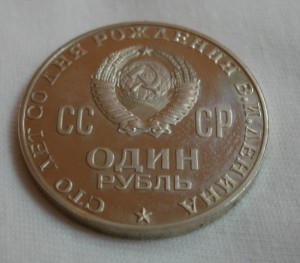 СТО ЛЕТ СО ДНЯ РОЖДЕНИЯ В.И.ЛЕНИНА
СС СР
ОДИН
РУБЛЬ